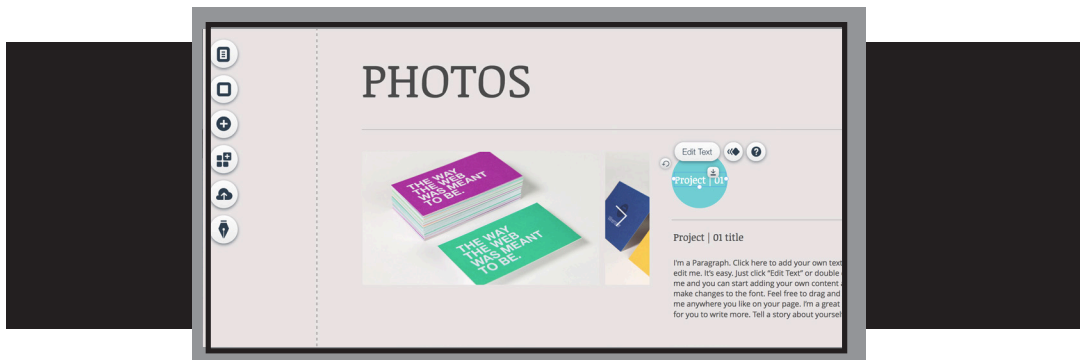 PHOTOS
THE WAY
THE WEB
WAS MEANT
TO BE.
THE WAY
THE WEB
WAS MEANT
TO BE.
Edit Text
Project | 01
Project | 01 title
I'm a Paragraph. Click here to add your own text
edit me. It's easy. Just click "Edit Text" or double
me and you can start adding your own content
make changes to the font. Feel free to drag and
me anywhere you like on your page. I'm a great
for you to write more. Tell a story about yoursel